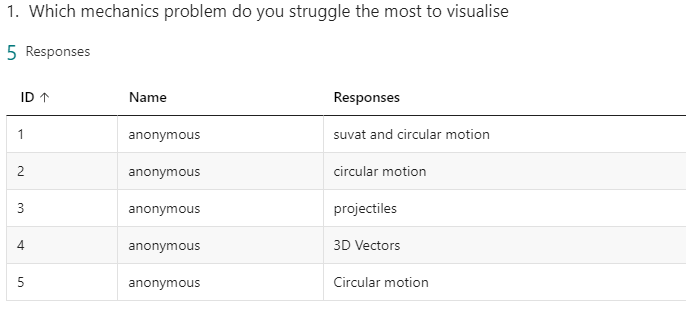 1. Which mechanics problem do you struggle the most to visualise
5 Responses
ID ↑ Name Responses
1 anonymous suvat and circular motion
2 anonymous circular motion
3 anonymous projectiles
4 anonymous 3D Vectors
5 anonymous Circular motion